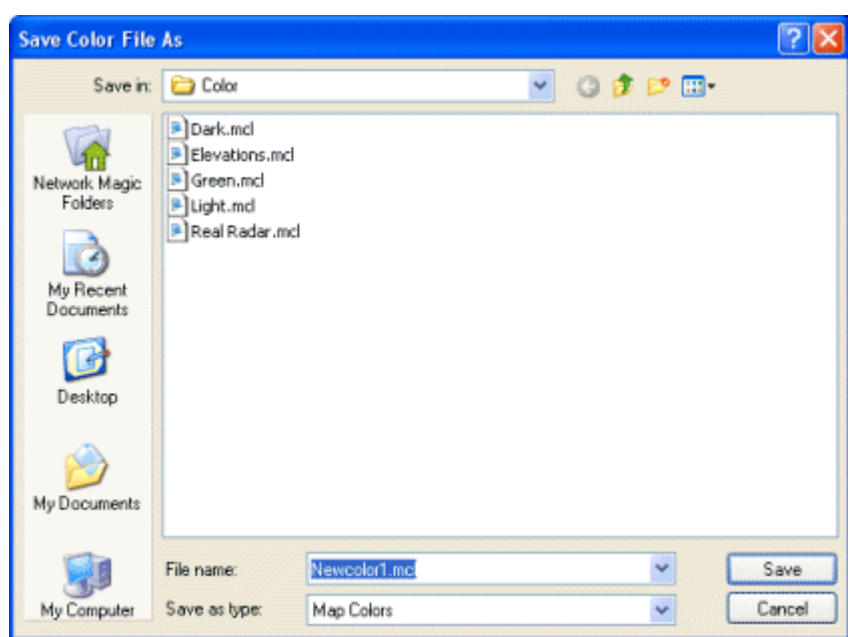 Save Color File As
Save in: Color
Dark.mcl
Elevations.mcl
Green.mcl
Light.mcl
Real Radar.mcl
Network Magic
Folders
My Recent
Documents
Desktop
My Documents
My Computer
File name: Newcolor1.mcl Save
Save as type: Map Colors Cancel